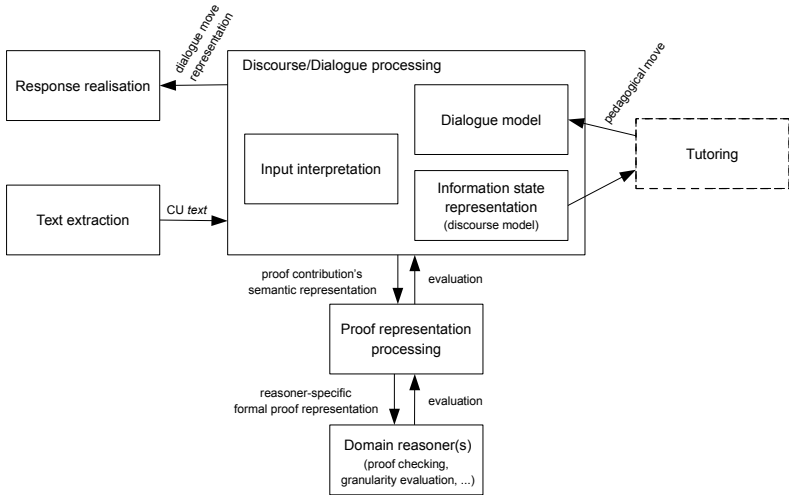 dialogue move
representation
Response realisation
Discourse/Dialogue processing
Dialogue model
Input interpretation
pedagogical move
Tutoring
Information state
representation
(discourse model)
Text extraction
CU text
proof contribution's
semantic representation
evaluation
Proof representation
processing
reasoner-specific
formal proof representation
evaluation
Domain reasoner(s)
(proof checking,
granularity evaluation, ...)